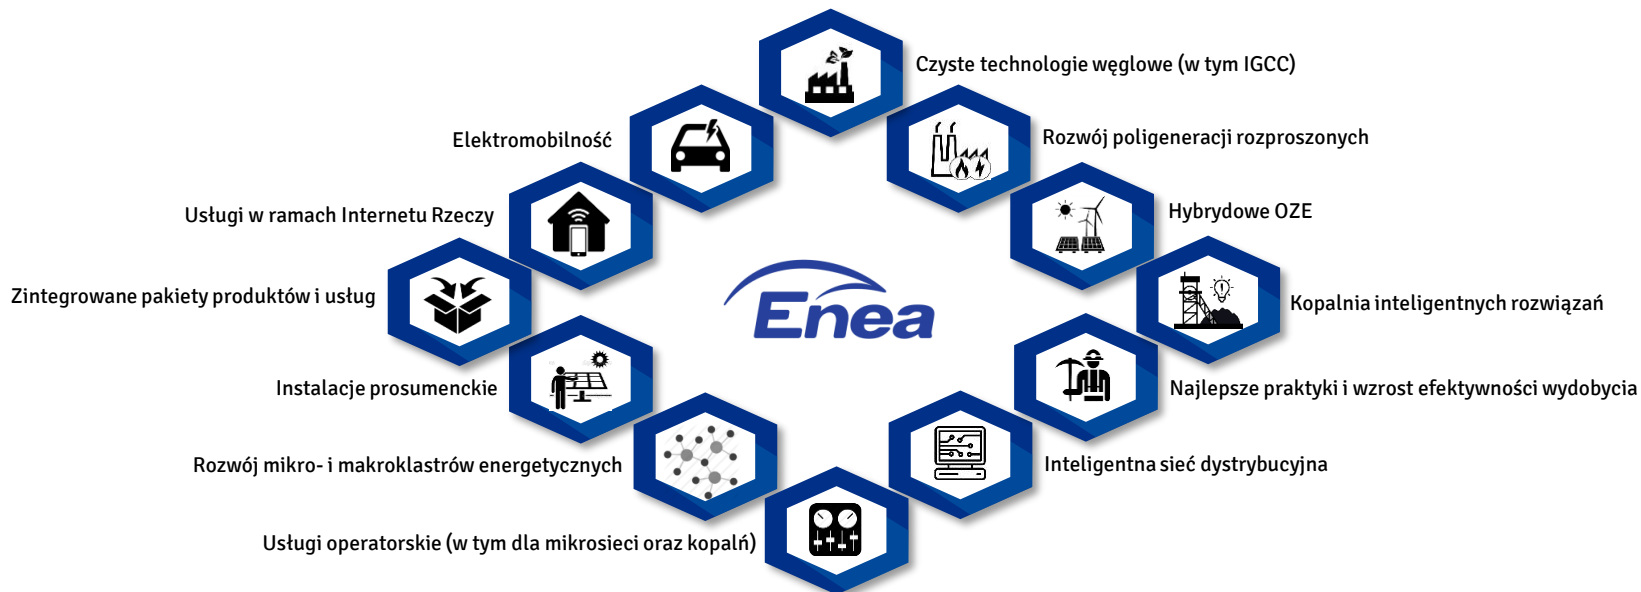 Czyste technologie węglowe (w tym IGCC)
Elektromobilność
Rozwój poligeneracji rozproszonych
Usługi w ramach Internetu Rzeczy
Hybrydowe OZE
Zintegrowane pakiety produktów i usług
Enea
Kopalnia inteligentnych rozwiązań
Instalacje prosumenckie
Najlepsze praktyki i wzrost efektywności wydobycia
Rozwój mikro- i makroklastrów energetycznych
Inteligentna sieć dystrybucyjna
Usługi operatorskie (w tym dla mikrosieci oraz kopalń)